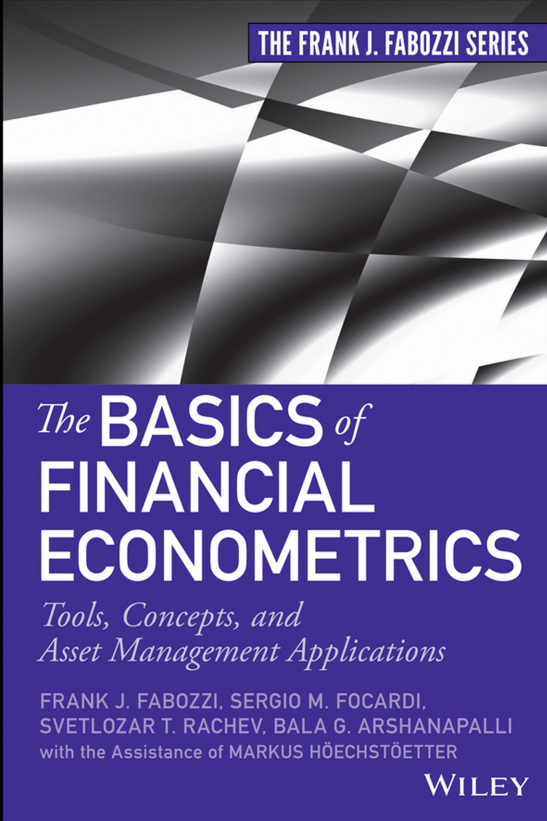 THE FRANK J. FABOZZI SERIES
The BASICS of
FINANCIAL
ECONOMETRICS
Tools, Concepts, and
Asset Management Applications
FRANK J. FABOZZI, SERGIO M. FOCARDI,
SVETLOZAR T. RACHEV, BALA G. ARSHANAPALLI
with the Assistance of MARKUS HÖECHSTÖETTER
WILEY